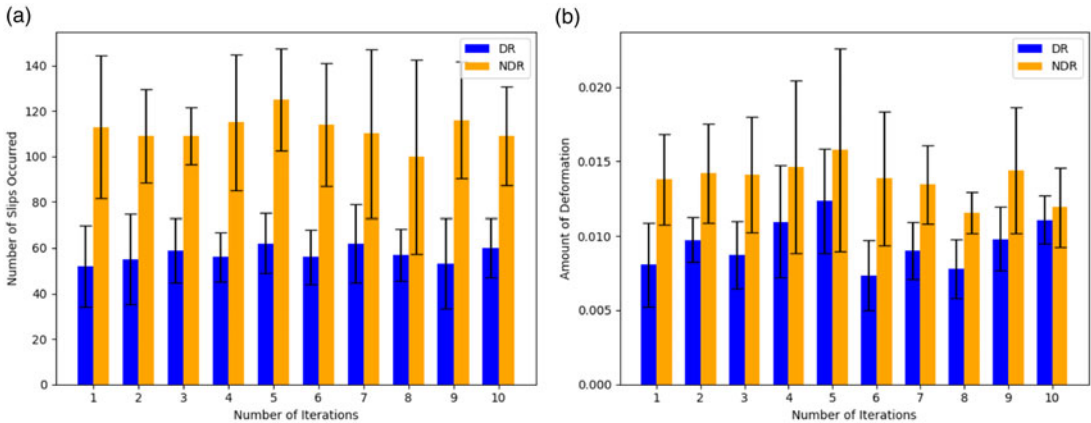 (a)
Number of Slips Occurred
140
120
100
80
60
40
20
0
DR
NDR
1 2 3 4 5 6 7 8 9 10
Number of Iterations
(b)
Amount of Deformation
0.020
0.015
0.010
0.005
0.000
DR
NDR
1 2 3 4 5 6 7 8 9 10
Number of Iterations